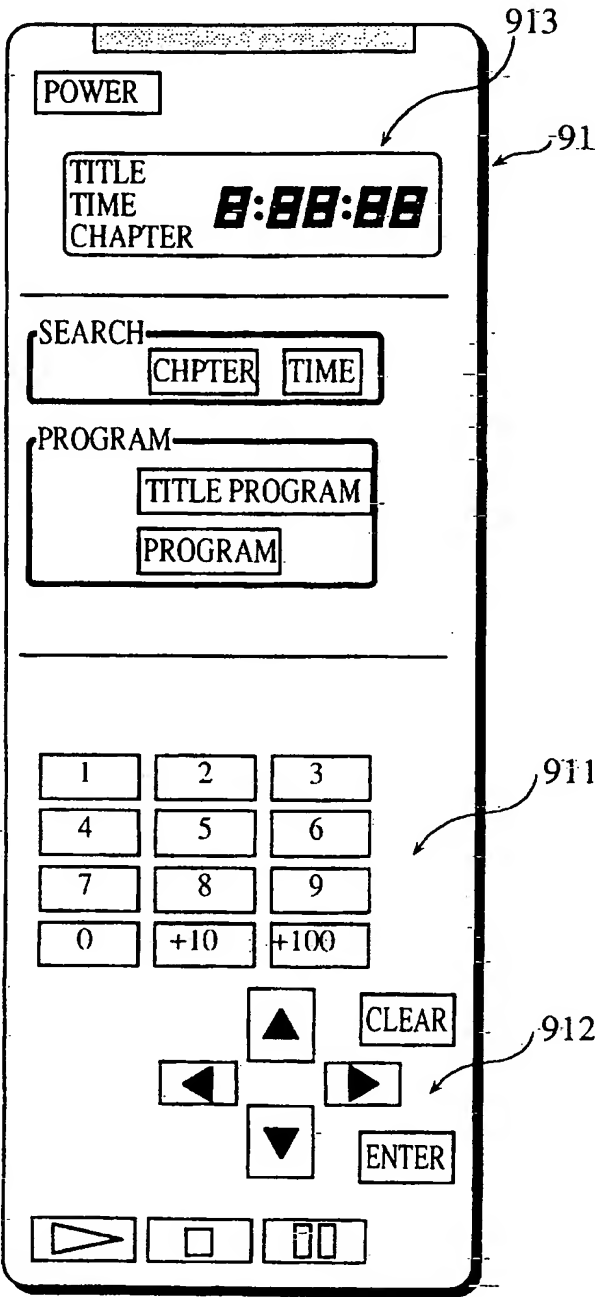 913
91
POWER
TITLE
TIME 8:88:88
CHAPTER
SEARCH
CHPTER TIME
PROGRAM
TITLE PROGRAM
PROGRAM
911
1 2 3
4 5 6
7 8 9
0 +10 +100
CLEAR
912
ENTER